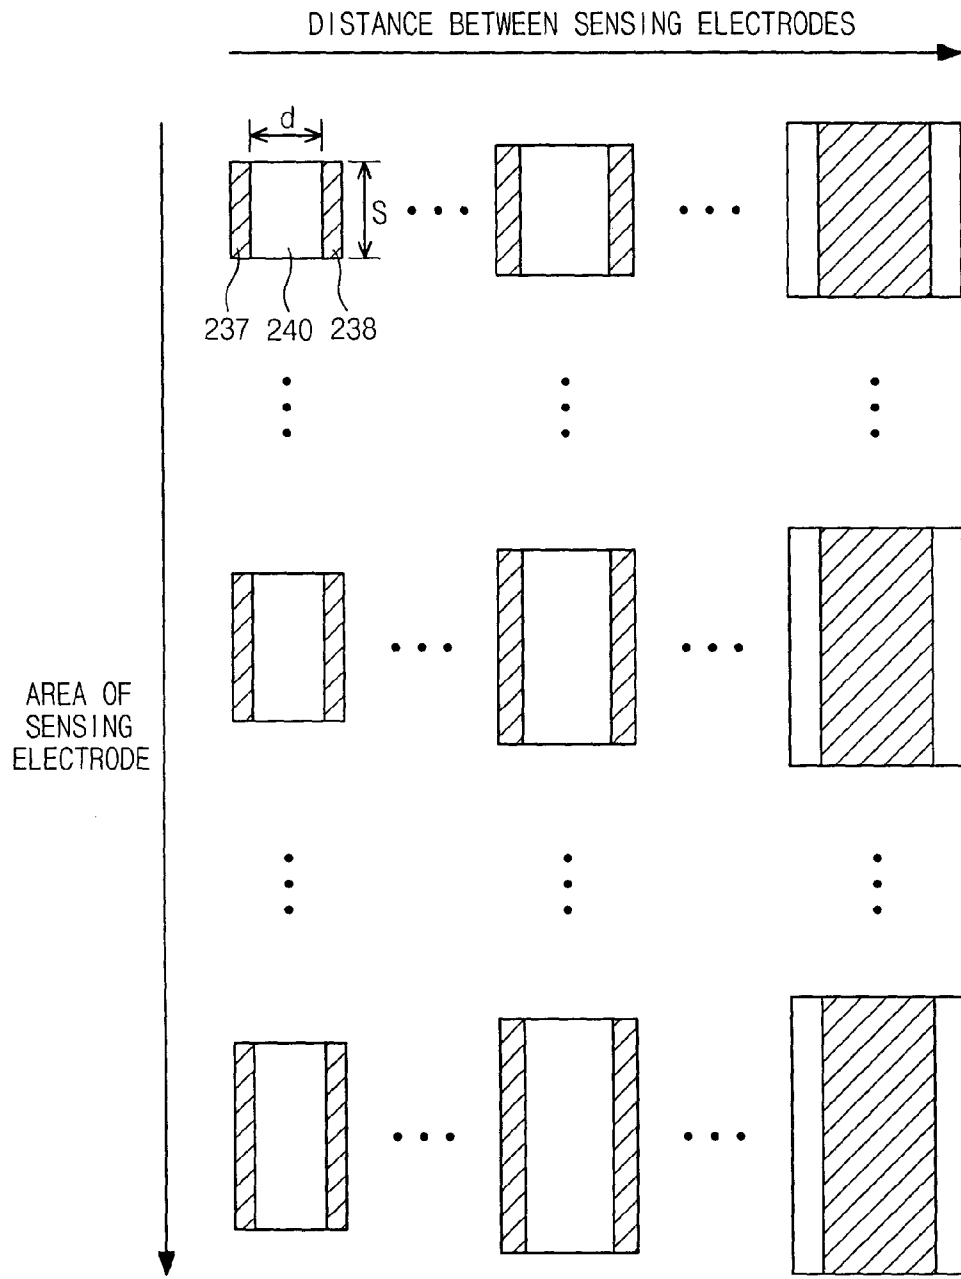 DISTANCE BETWEEN SENSING ELECTRODES
d
S
237 240 238
AREA OF
SENSING
ELECTRODE